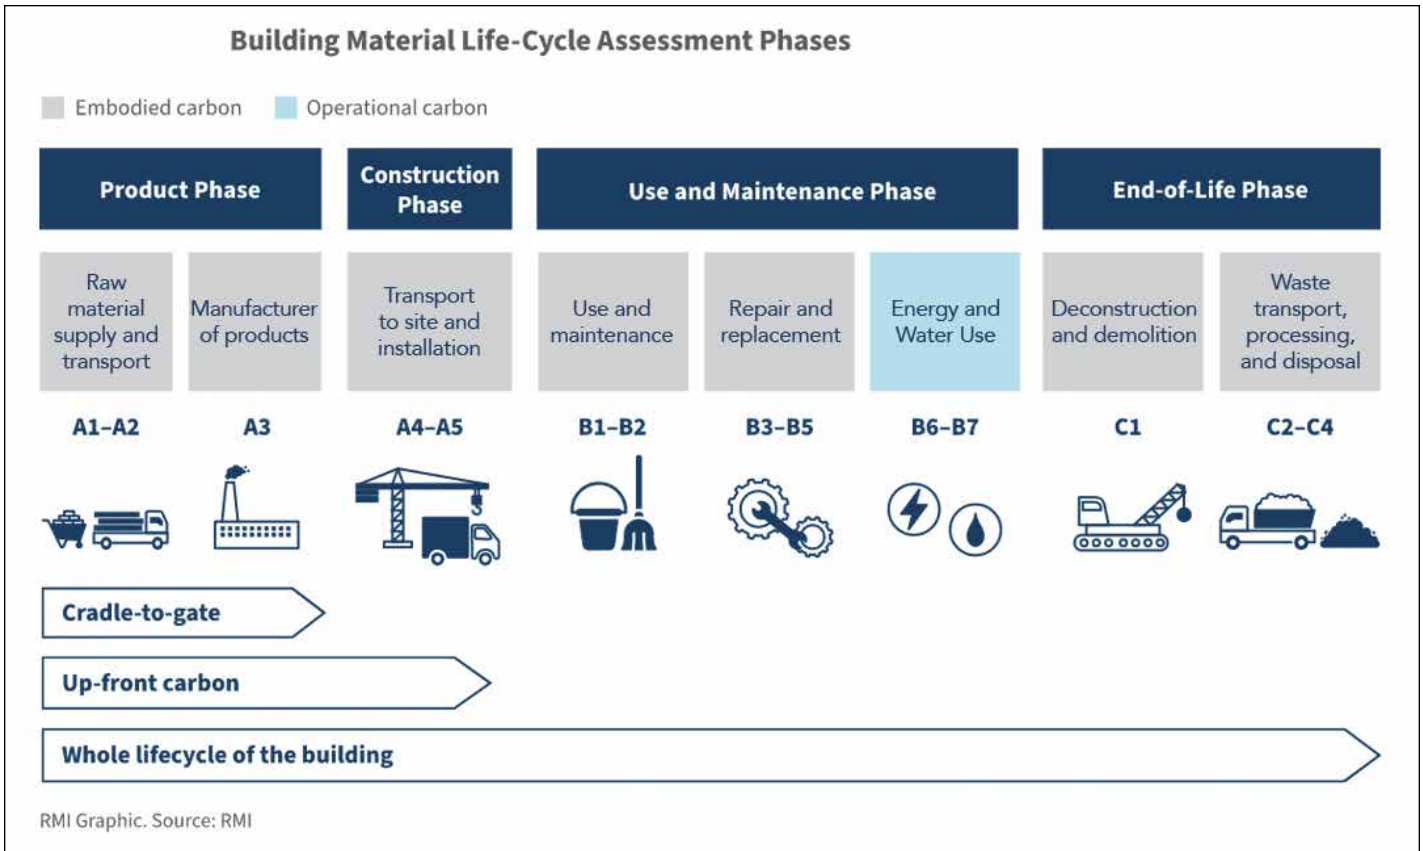 Building Material Life-Cycle Assessment Phases
Embodied carbon
Operational carbon
Product Phase
Construction
Phase
Use and Maintenance Phase
End-of-Life Phase
Raw
material
supply and
transport
Manufacturer
of products
Transport
to site and
installation
Use and
maintenance
Repair and
replacement
Energy and
Water Use
Deconstruction
and demolition
Waste
transport,
processing,
and disposal
A1–A2
A3
A4–A5
B1–B2
B3–B5
B6–B7
C1
C2–C4
Cradle-to-gate
Up-front carbon
Whole lifecycle of the building
RMI Graphic. Source: RMI